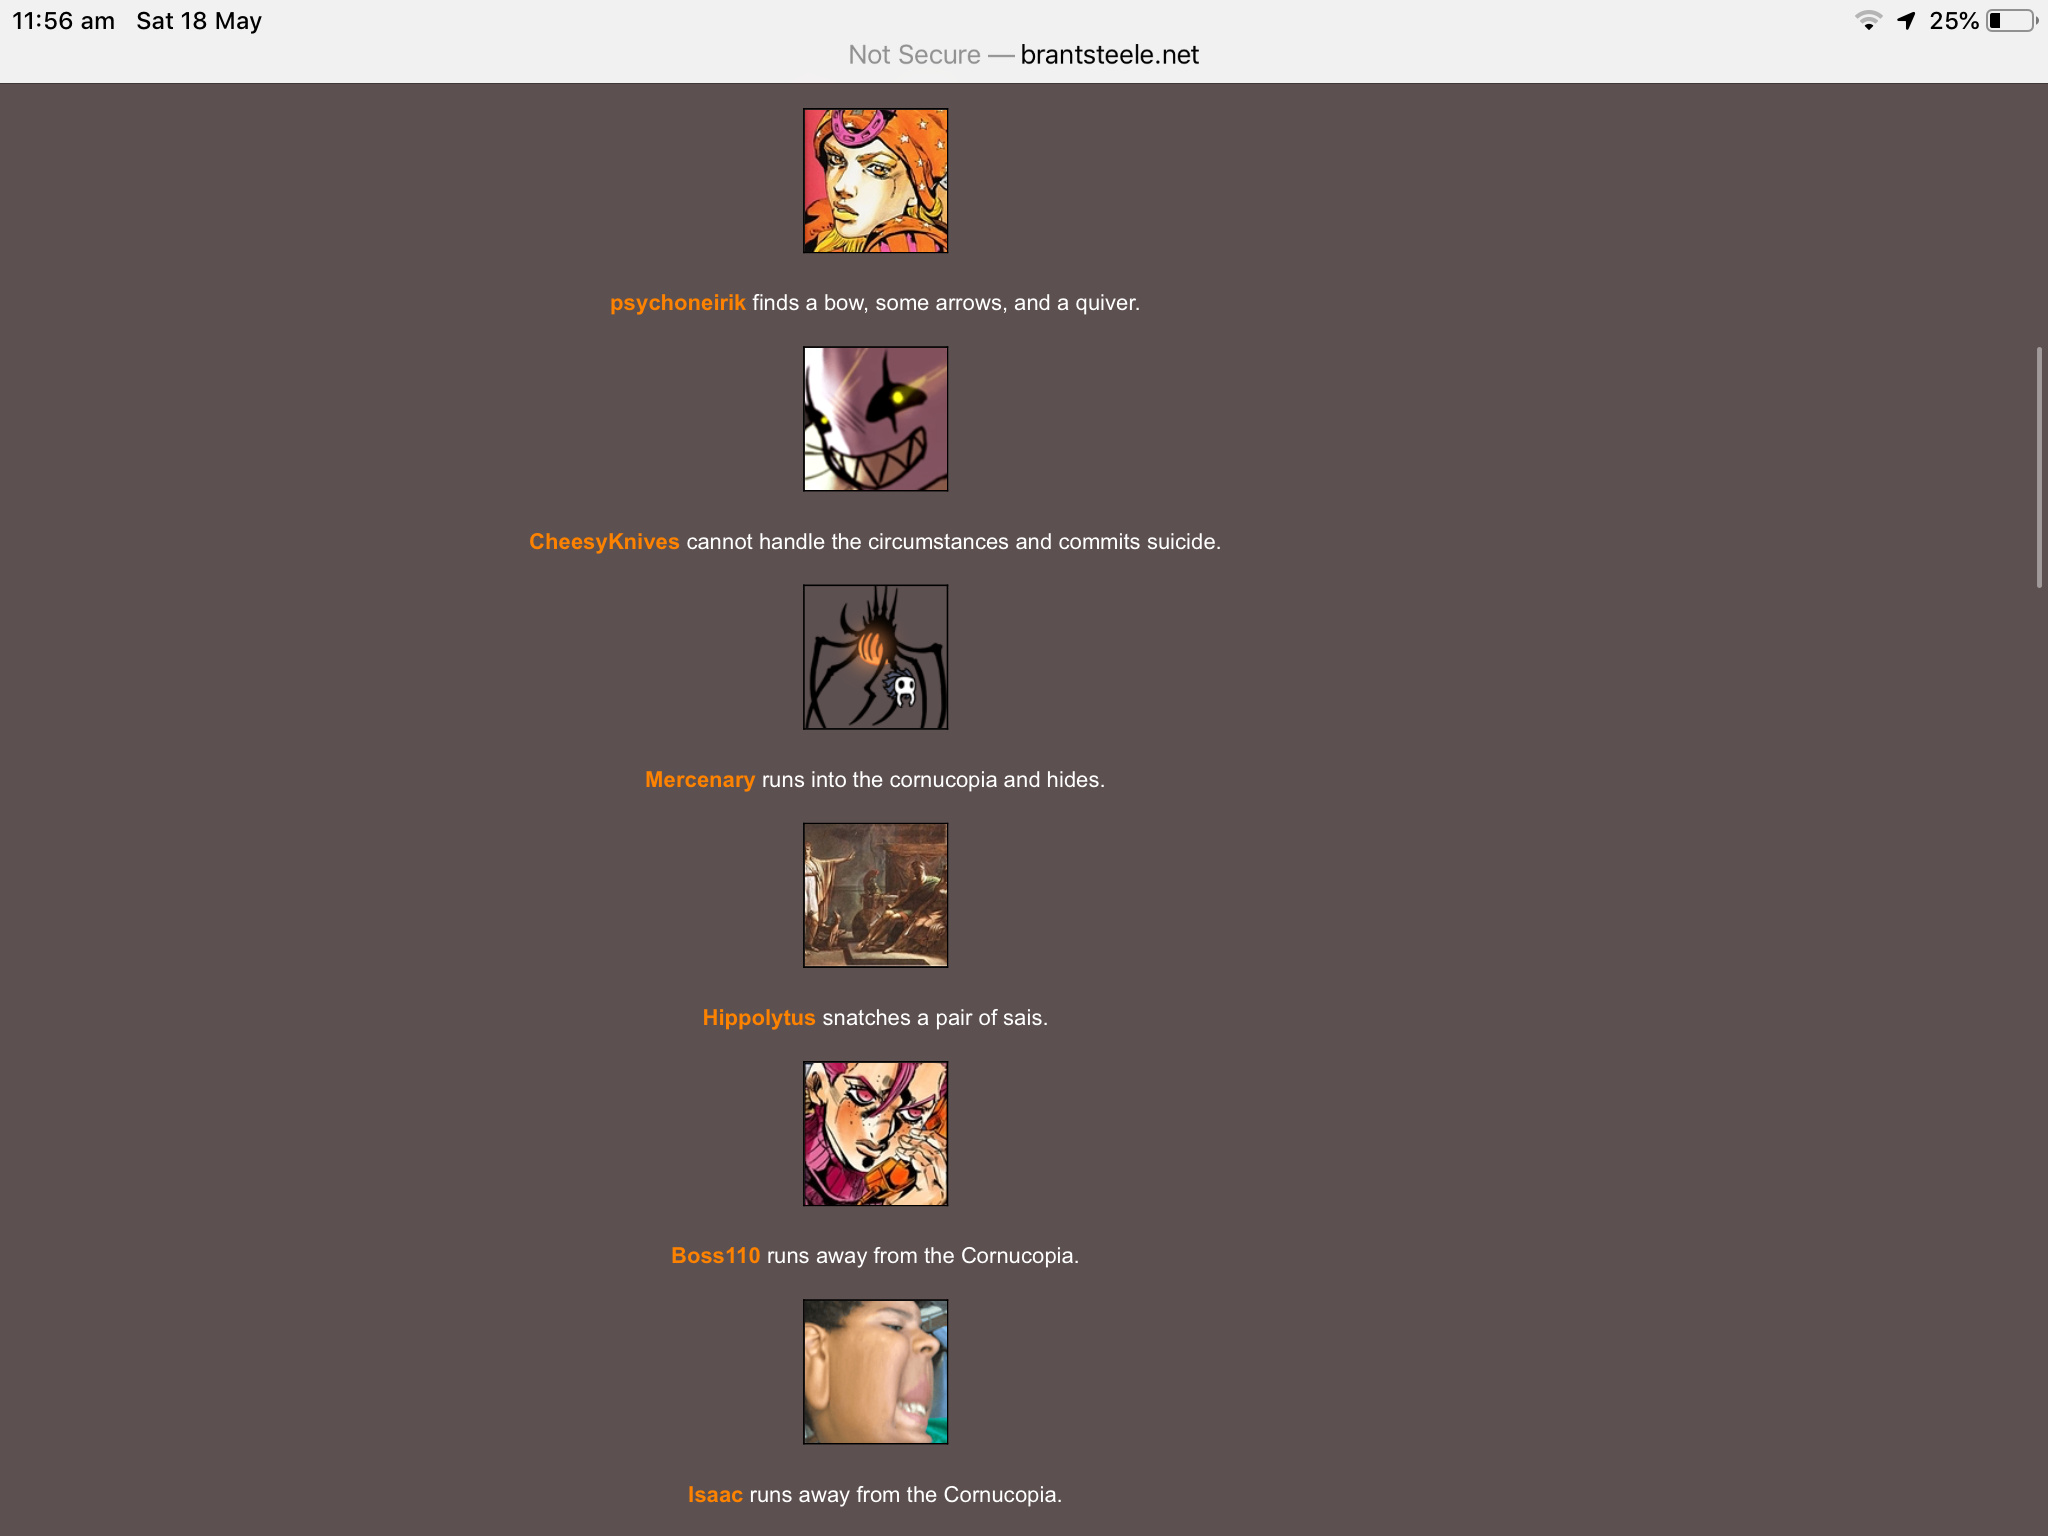 11:56 am Sat 18 May
25%
Not Secure — brantsteele.net
psychoneirik finds a bow, some arrows, and a quiver.
CheesyKnives cannot handle the circumstances and commits suicide.
Mercenary runs into the cornucopia and hides.
Hippolytus snatches a pair of sais.
Boss110 runs away from the Cornucopia.
Isaac runs away from the Cornucopia.